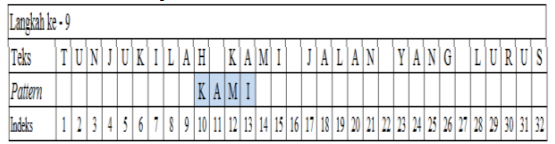 Langkah ke - 9
Teks T U N J U K I L A H K A M I J A L A N Y A N G L U R U S
Pattern K A M I
Indeks 1 2 3 4 5 6 7 8 9 10 11 12 13 14 15 16 17 18 19 20 21 22 23 24 25 26 27 28 29 30 31 32